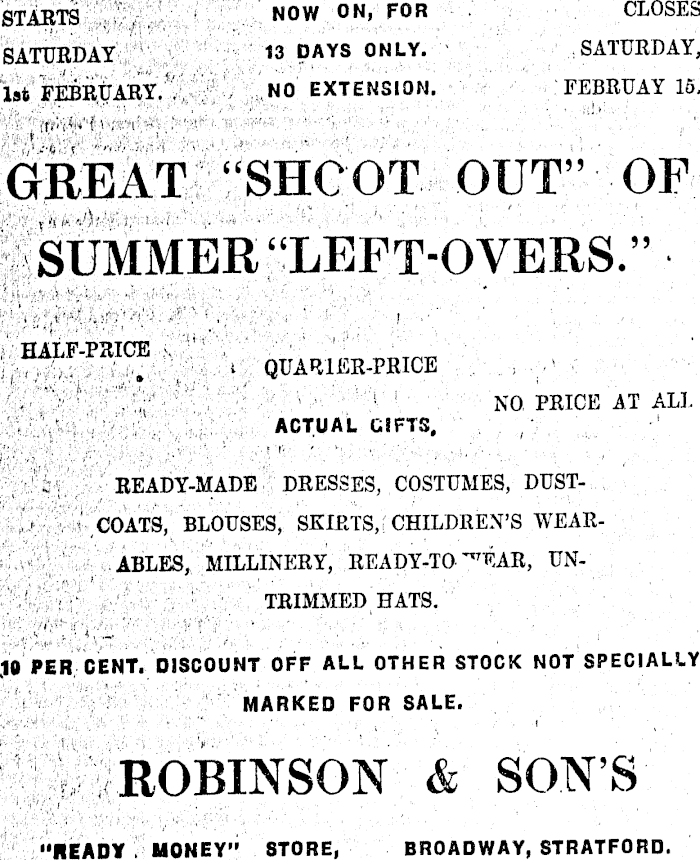 STARTS NOW ON, FOR CLOSES
SATURDAY 13 DAYS ONLY. SATURDAY,
1st FEBRUARY. NO EXTENSION. FEBRUAY 15.
GREAT "SHOOT OUT" OF
SUMMER "LEFT-OVERS."
HALF-PRICE
QUARTER-PRICE
NO PRICE AT ALL
ACTUAL GIFTS,
READY-MADE DRESSES, COSTUMES, DUST-
COATS, BLOUSES, SKIRTS, CHILDREN'S WEAR-
ABLES, MILLINERY, READY-TO-WEAR, UN-
TRIMMED HATS.
10 PER CENT. DISCOUNT OFF ALL OTHER STOCK NOT SPECIALLY
MARKED FOR SALE.
ROBINSON & SON'S
"READY MONEY" STORE, BROADWAY, STRATFORD.